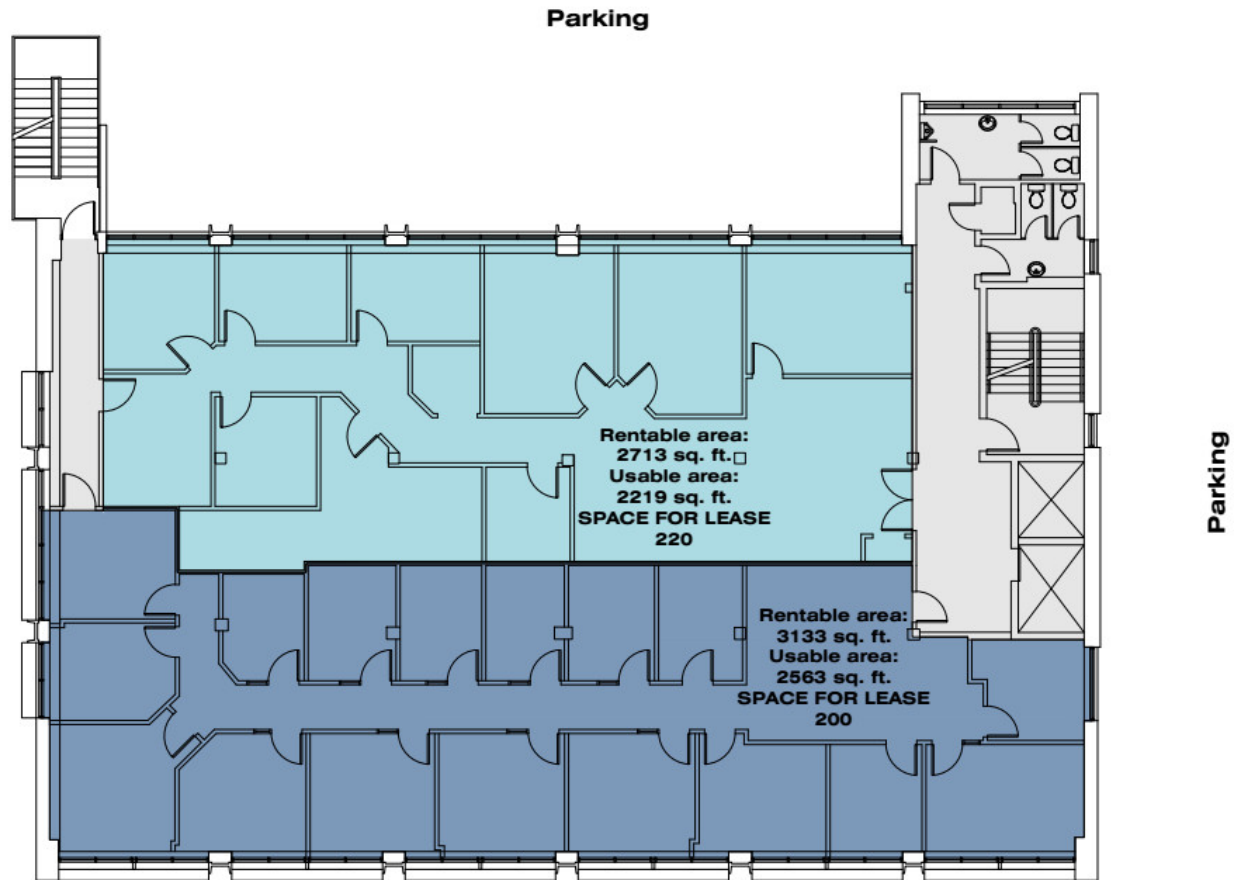 Parking
Rentable area:
2713 sq. ft.
Usable area:
2219 sq. ft.
SPACE FOR LEASE
220
Rentable area:
3133 sq. ft.
Usable area:
2563 sq. ft.
SPACE FOR LEASE
200
Parking